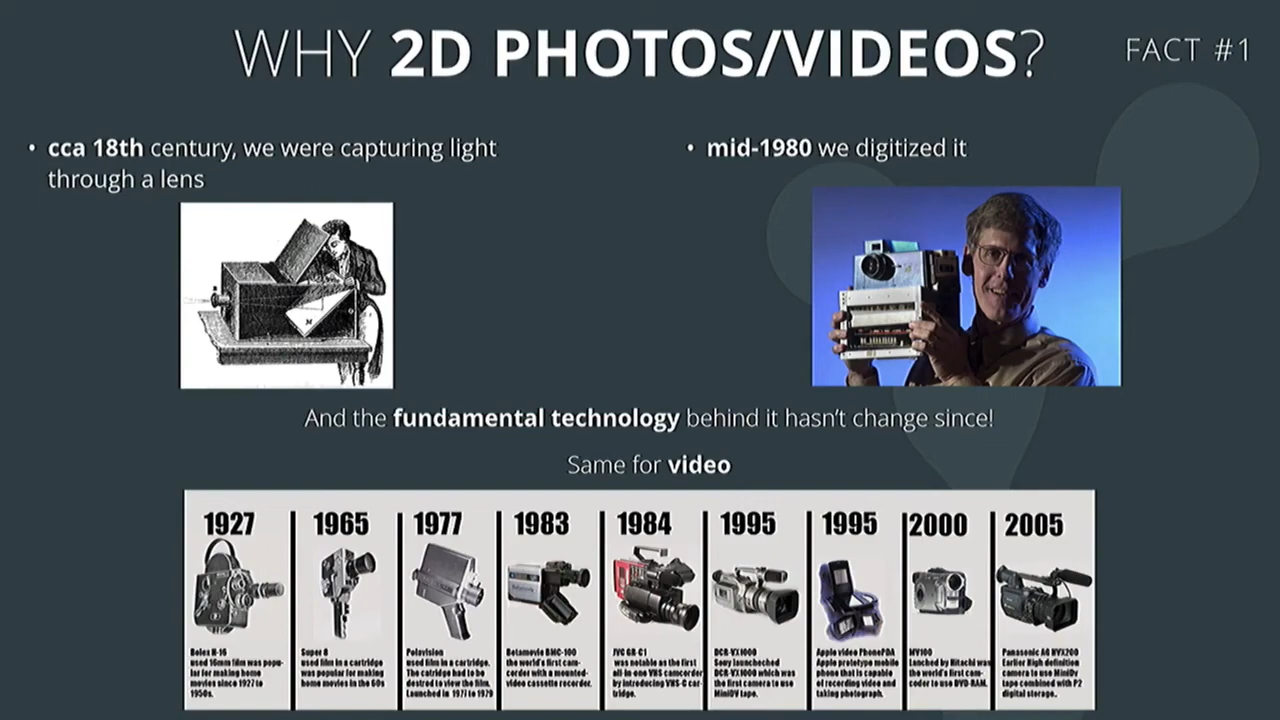 WHY 2D PHOTOS/VIDEOS?
FACT #1
• cca 18th century, we were capturing light
through a lens
• mid-1980 we digitized it
And the fundamental technology behind it hasn't change since!
Same for video
1927
Bolex H-16
used 16mm film was popu-
lar for making home
movies since 1927 to
1950s.
1965
Super 8
used film in a cartridge
was popular for making
home movies in the 60s
1977
Polavision
used film in a cartridge.
The catridge had to be
destrod to view the film.
Launched in 1977 to 1979
1983
Betamovie BMC-100
the world's first cam-
corder with a mounted-
video cassette recorder.
1984
JVC GR-C1
was notable as the first
all-in-one VHS camcorder
by introducing VHS-C car-
tridge.
1995
DCR-VX1000
Sony launcheched
DCR-VX1000 which was
the first camera to use
MiniDV tape.
1995
Apple video PhonePDA
Apple prototype mobile
phone that is capable
of recording video and
taking photograph.
2000
MV100
Lanched by Hitachi was
the world's first cam-
coder to use DVD-RAM.
2005
Panasonic AG HVX200
Earlier High definition
camera to use MiniDv
tape combined with P2
digital storage.